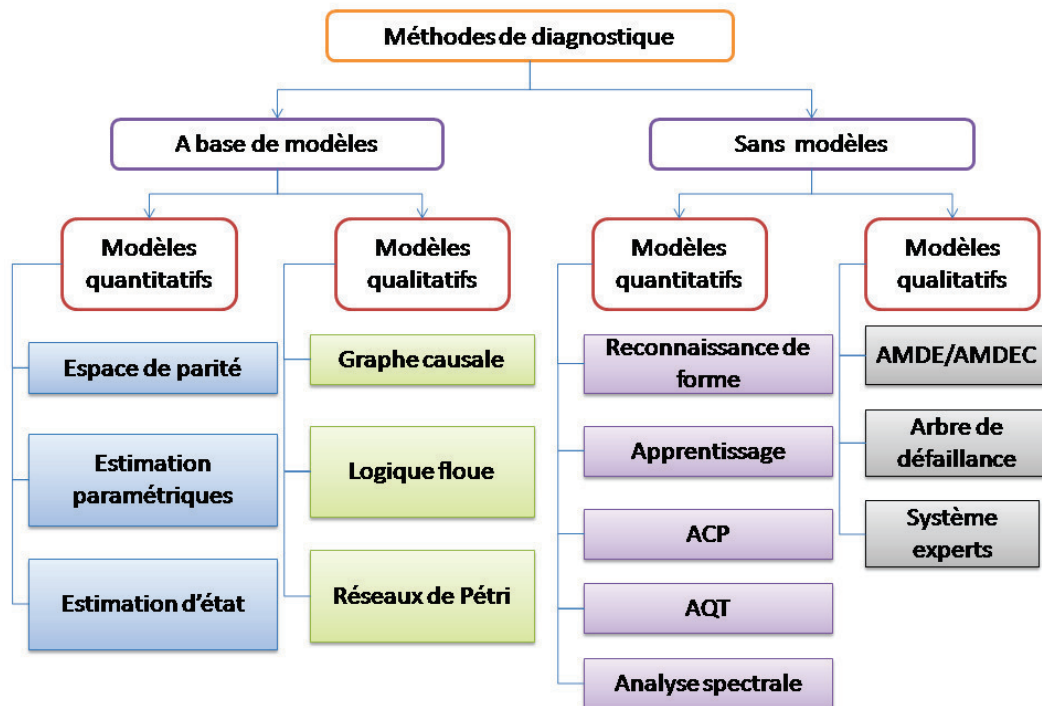 Méthodes de diagnostique
A base de modèles
Sans modèles
Modèles
quantitatifs
Modèles
qualitatifs
Modèles
quantitatifs
Modèles
qualitatifs
Espace de parité
Estimation
paramétriques
Estimation d'état
Graphe causale
Logique floue
Réseaux de Pétri
Reconnaissance de
forme
Apprentissage
ACP
AQT
Analyse spectrale
AMDE/AMDEC
Arbre de
défaillance
Système
experts